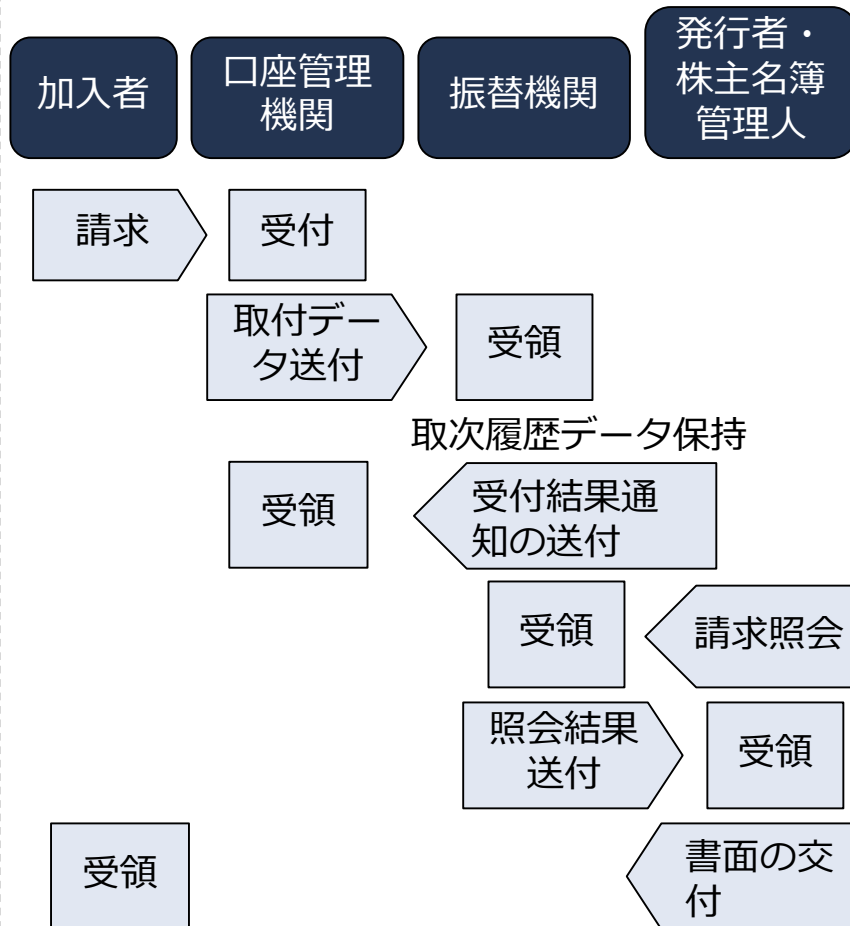 加入者
口座管理
機関
振替機関
発行者・
株主名簿
管理人
請求
受付
取付デー
タ送付
受領
取次履歴データ保持
受領
受付結果通
知の送付
受領
請求照会
照会結果
送付
受領
受領
書面の交
付